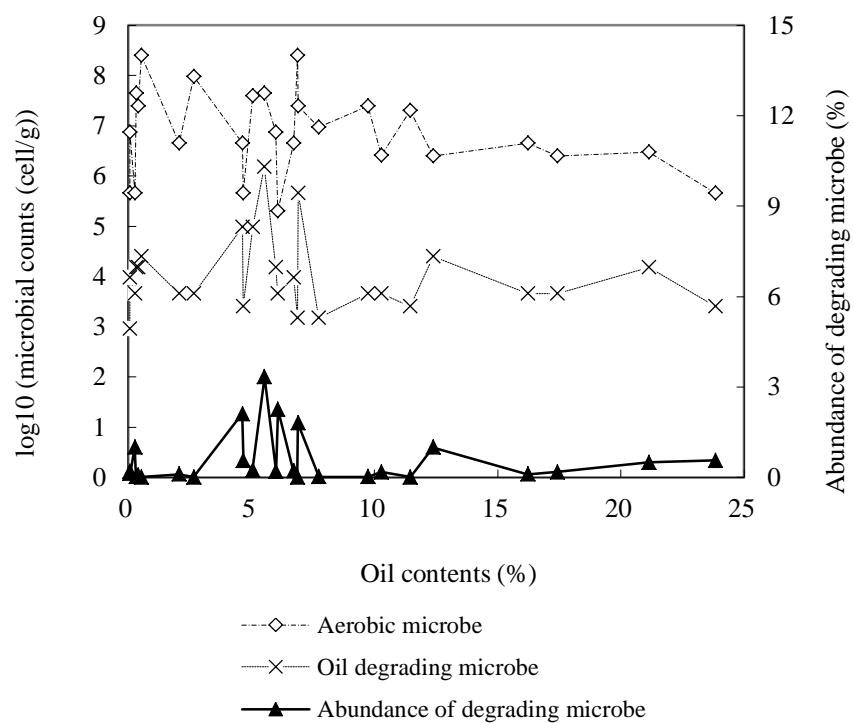 log10 (microbial counts (cell/g))
9
8
7
6
5
4
3
2
1
0
15
12
9
6
3
0
Abundance of degrading microbe (%)
0 5 10 15 20 25
Oil contents (%)
Aerobic microbe
Oil degrading microbe
Abundance of degrading microbe